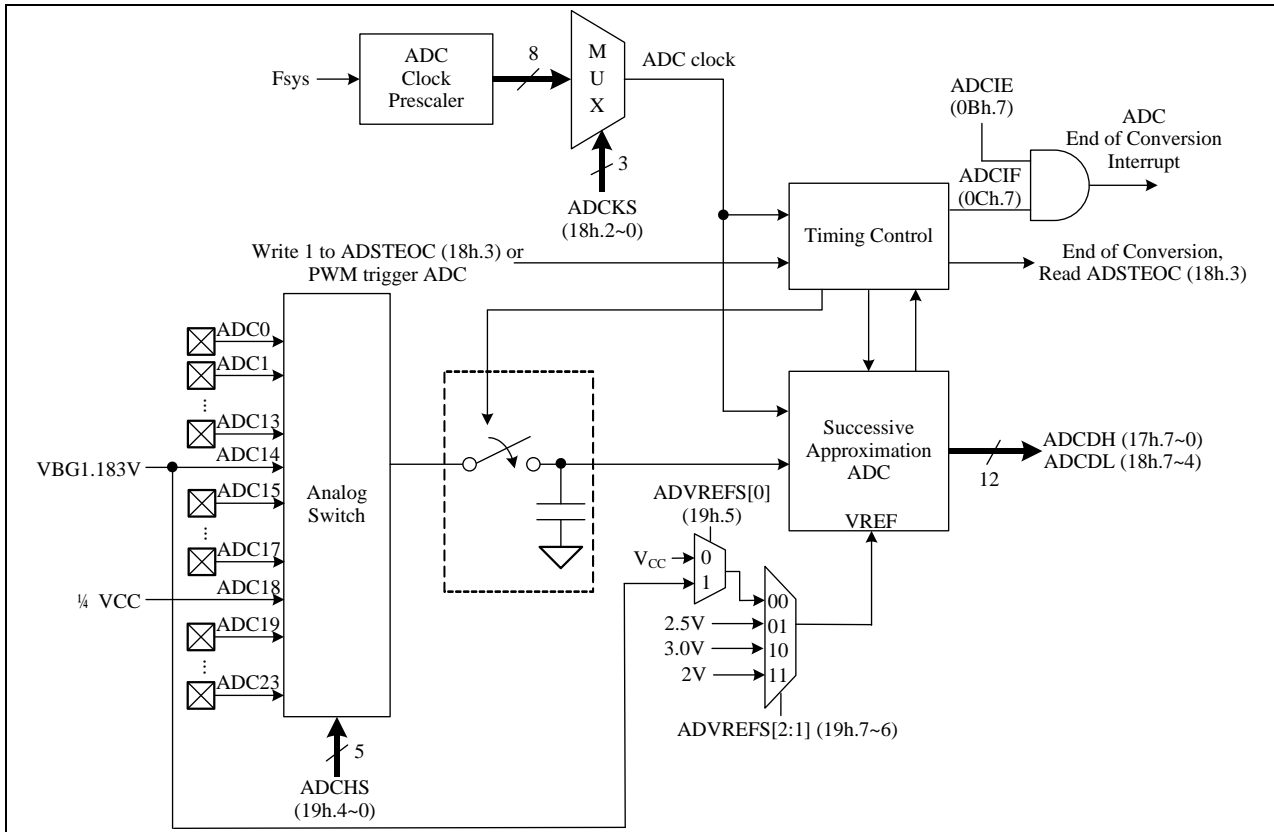 Fsys
ADC
Clock
Prescaler
8
M
U
X
ADC clock
3
ADCKS
(18h.2~0)
ADCIE
(0Bh.7)
ADC
End of Conversion
Interrupt
ADCIF
(0Ch.7)
Timing Control
Write 1 to ADSTEOC (18h.3) or
PWM trigger ADC
End of Conversion,
Read ADSTEOC (18h.3)
ADC0
ADC1
...
ADC13
VBG1.183V
ADC14
ADC15
...
ADC17
¼ VCC
ADC18
ADC19
...
ADC23
Analog
Switch
5
ADCHS
(19h.4~0)
Successive
Approximation
ADC
VREF
12
ADCDH (17h.7~0)
ADCDL (18h.7~4)
ADVREFS[0]
(19h.5)
VCC
0
1
2.5V
3.0V
2V
00
01
10
11
ADVREFS[2:1] (19h.7~6)